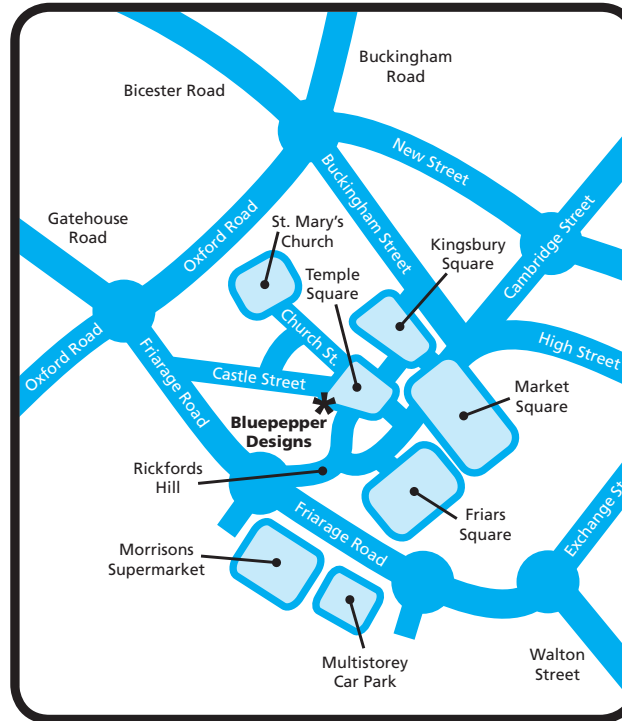 Buckingham
Road
Bicester Road
New Street
Buckingham Street
Gatehouse
Road
Oxford Road
St. Mary's
Church
Kingsbury
Square
Cambridge Street
Temple
Square
Church St.
High Street
Oxford Road
Friarage Road
Castle Street
Market
Square
*
Bluepepper
Designs
Rickfords
Hill
Friars
Square
Exchange St
Friarage Road
Morrisons
Supermarket
Multistorey
Car Park
Walton
Street